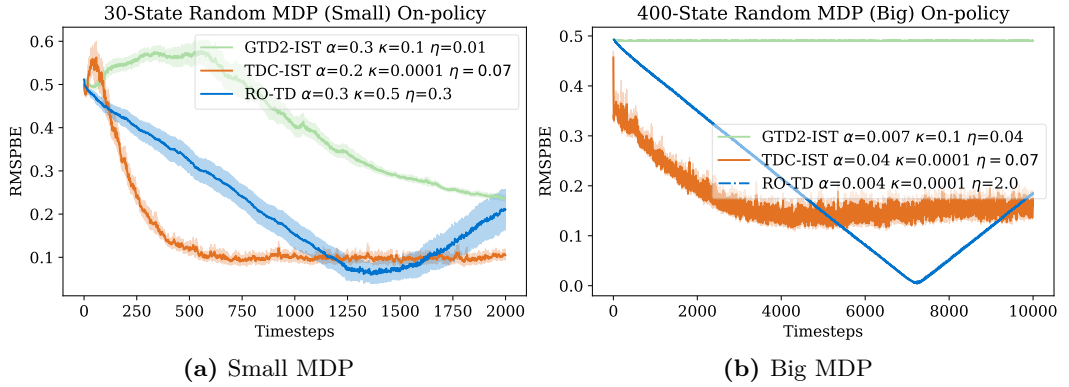 30-State Random MDP (Small) On-policy
0.6
0.5
0.4
0.3
0.2
0.1
RMSPBE
GTD2-IST α=0.3 κ=0.1 η=0.01
TDC-IST α=0.2 κ=0.0001 η = 0.07
RO-TD α=0.3 κ=0.5 η=0.3
0 250 500 750 1000 1250 1500 1750 2000
Timesteps
(a) Small MDP
400-State Random MDP (Big) On-policy
0.5
0.4
0.3
0.2
0.1
0.0
RMSPBE
GTD2-IST α=0.007 κ=0.1 η=0.04
TDC-IST α=0.04 κ=0.0001 η = 0.07
RO-TD α=0.004 κ=0.0001 η=2.0
0 2000 4000 6000 8000 10000
Timesteps
(b) Big MDP